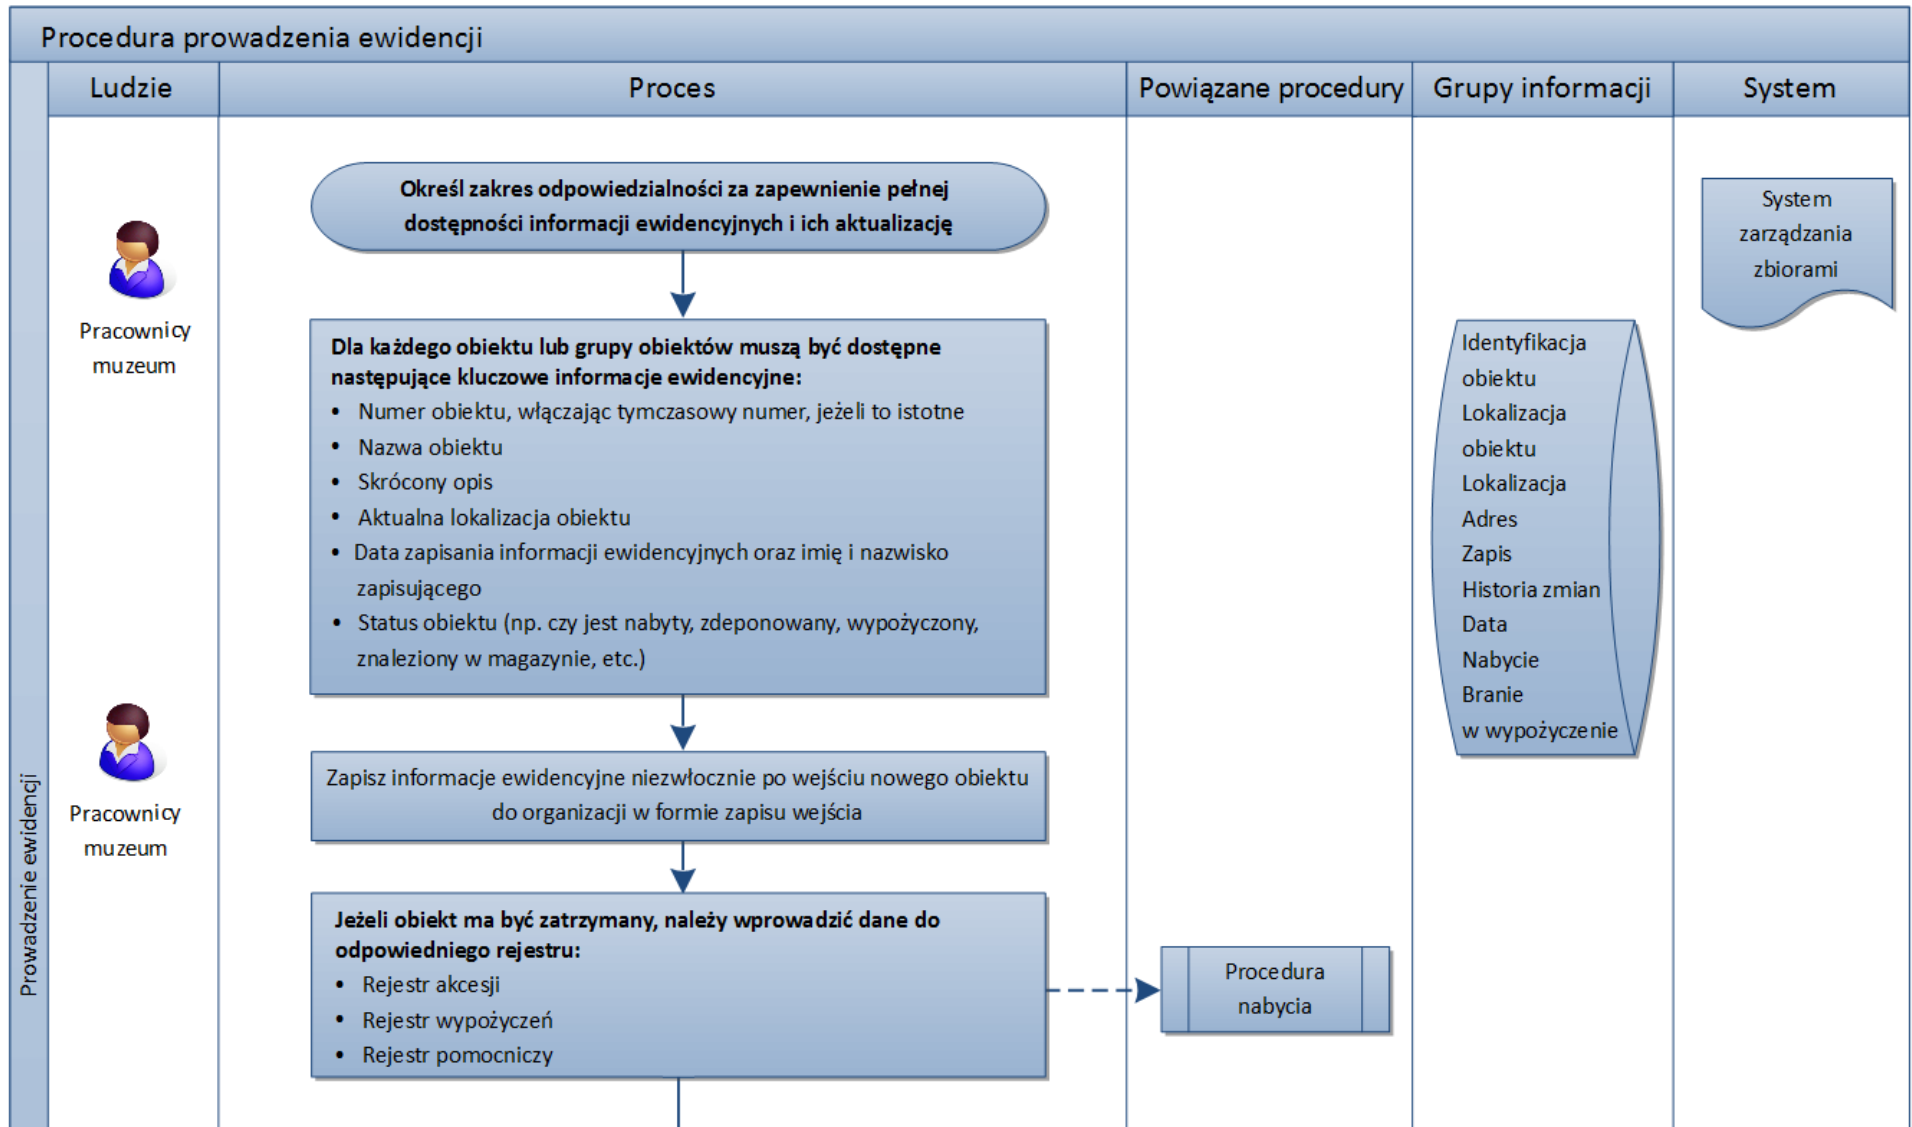 Procedura prowadzenia ewidencji
Ludzie
Proces
Powiązane procedury
Grupy informacji
System
Prowadzenie ewidencji
Pracownicy
muzeum
Określ zakres odpowiedzialności za zapewnienie pełnej
dostępności informacji ewidencyjnych i ich aktualizację
System
zarządzania
zbiorami
Dla każdego obiektu lub grupy obiektów muszą być dostępne
następujące kluczowe informacje ewidencyjne:
• Numer obiektu, włączając tymczasowy numer, jeżeli to istotne
• Nazwa obiektu
• Skrócony opis
• Aktualna lokalizacja obiektu
• Data zapisania informacji ewidencyjnych oraz imię i nazwisko
zapisującego
• Status obiektu (np. czy jest nabyty, zdeponowany, wypożyczony,
znaleziony w magazynie, etc.)
Identyfikacja
obiektu
Lokalizacja
obiektu
Lokalizacja
Adres
Zapis
Historia zmian
Data
Nabycie
Branie
w wypożyczenie
Pracownicy
muzeum
Zapisz informacje ewidencyjne niezwłocznie po wejściu nowego obiektu
do organizacji w formie zapisu wejścia
Jeżeli obiekt ma być zatrzymany, należy wprowadzić dane do
odpowiedniego rejestru:
• Rejestr akcesji
• Rejestr wypożyczeń
• Rejestr pomocniczy
Procedura
nabycia